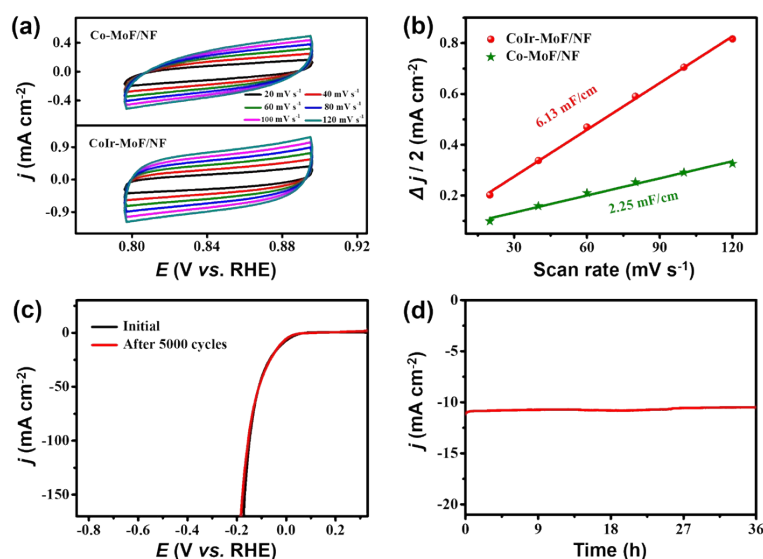 (a)
Co-MoF/NF
20 mV s⁻¹ 40 mV s⁻¹
60 mV s⁻¹ 80 mV s⁻¹
100 mV s⁻¹ 120 mV s⁻¹
CoIr-MoF/NF
0.4
0.0
-0.4
0.9
0.0
-0.9
j (mA cm⁻²)
0.80 0.84 0.88 0.92
E (V vs. RHE)
(b)
CoIr-MoF/NF
Co-MoF/NF
6.13 mF/cm
2.25 mF/cm
0.8
0.6
0.4
0.2
Δ j / 2 (mA cm⁻²)
30 60 90 120
Scan rate (mV s⁻¹)
(c)
Initial
After 5000 cycles
0
-50
-100
-150
j (mA cm⁻²)
-0.8 -0.6 -0.4 -0.2 0.0 0.2
E (V vs. RHE)
(d)
0
-5
-10
-15
-20
j (mA cm⁻²)
0 9 18 27 36
Time (h)